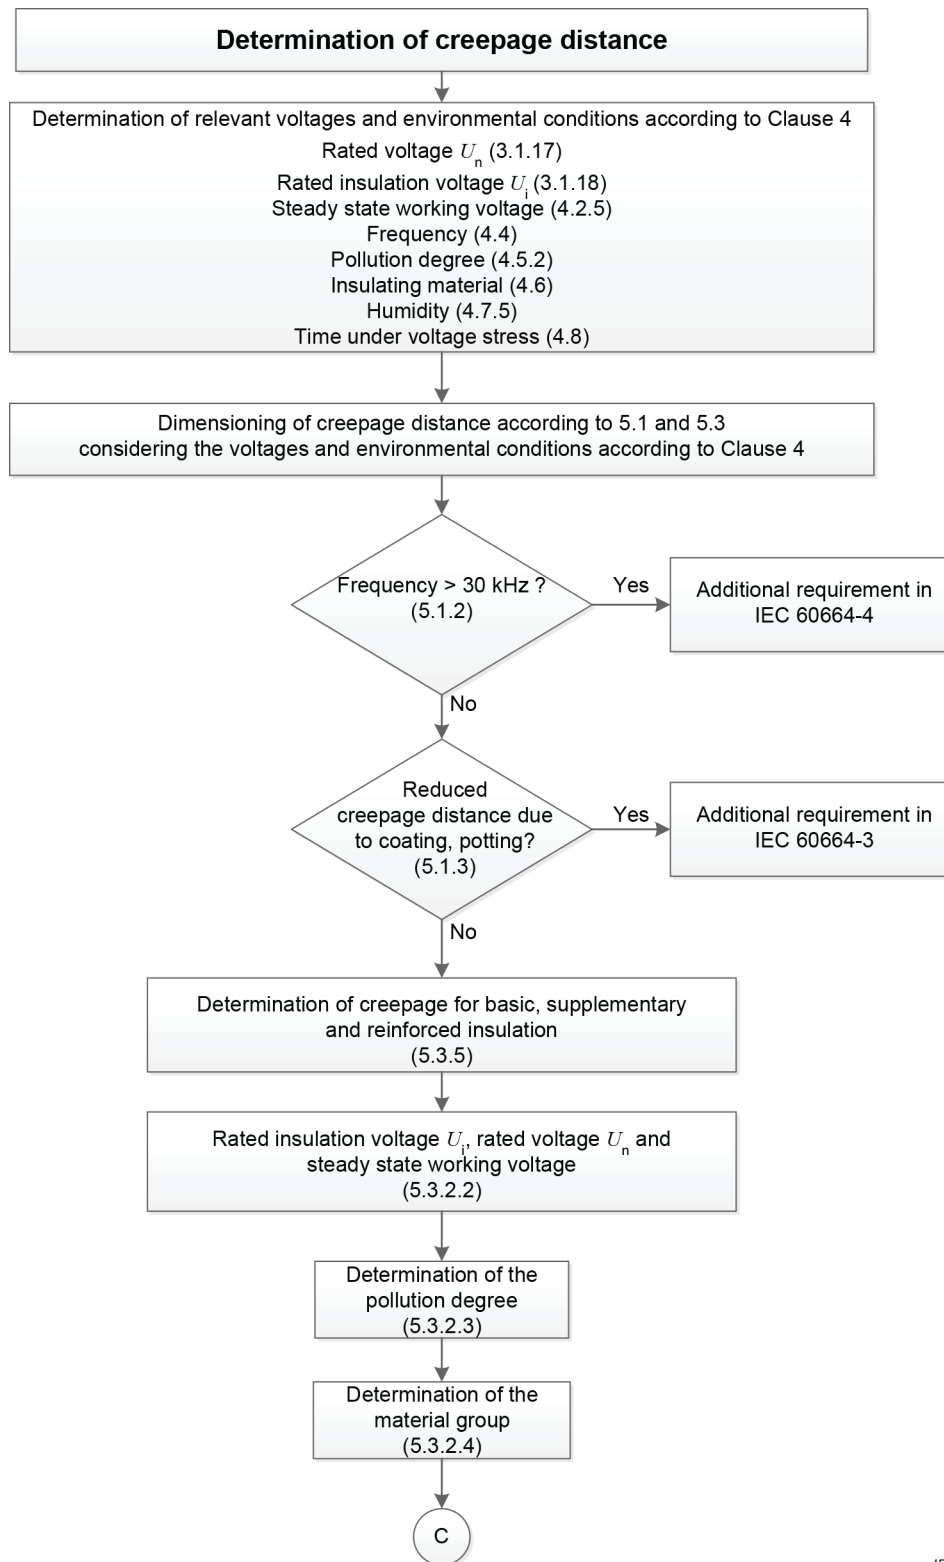 Determination of creepage distance
Determination of relevant voltages and environmental conditions according to Clause 4
Rated voltage Un (3.1.17)
Rated insulation voltage Ui (3.1.18)
Steady state working voltage (4.2.5)
Frequency (4.4)
Pollution degree (4.5.2)
Insulating material (4.6)
Humidity (4.7.5)
Time under voltage stress (4.8)
Dimensioning of creepage distance according to 5.1 and 5.3
considering the voltages and environmental conditions according to Clause 4
Frequency > 30 kHz ?
(5.1.2)
Yes
Additional requirement in
IEC 60664-4
No
Reduced
creepage distance due
to coating, potting?
(5.1.3)
Yes
Additional requirement in
IEC 60664-3
No
Determination of creepage for basic, supplementary
and reinforced insulation
(5.3.5)
Rated insulation voltage Ui, rated voltage Un and
steady state working voltage
(5.3.2.2)
Determination of the
pollution degree
(5.3.2.3)
Determination of the
material group
(5.3.2.4)
C